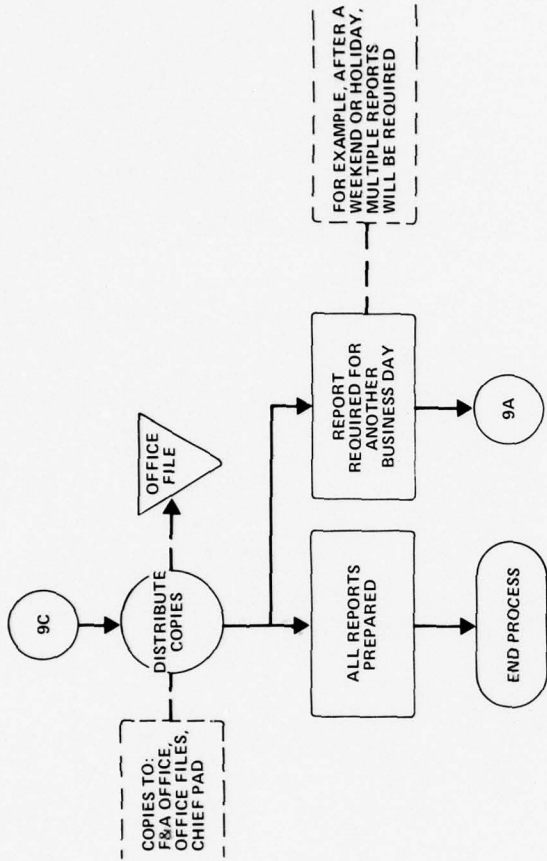 9C
COPIES TO:
F&A OFFICE,
OFFICE FILES,
CHIEF PAD
DISTRIBUTE
COPIES
OFFICE
FILE
ALL REPORTS
PREPARED
REPORT
REQUIRED FOR
ANOTHER
BUSINESS DAY
FOR EXAMPLE, AFTER A
WEEKEND OR HOLIDAY,
MULTIPLE REPORTS
WILL BE REQUIRED
END PROCESS
9A